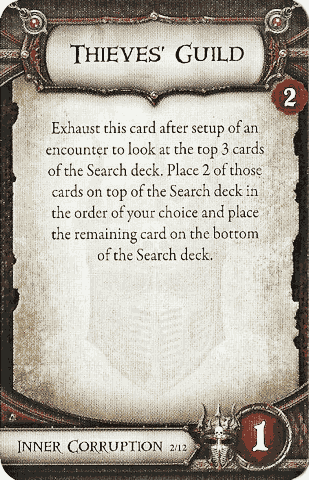 Thieves' Guild
2
Exhaust this card after setup of an
encounter to look at the top 3 cards
of the Search deck. Place 2 of those
cards on top of the Search deck in
the order of your choice and place
the remaining card on the bottom
of the Search deck.
Inner Corruption 2/12
1